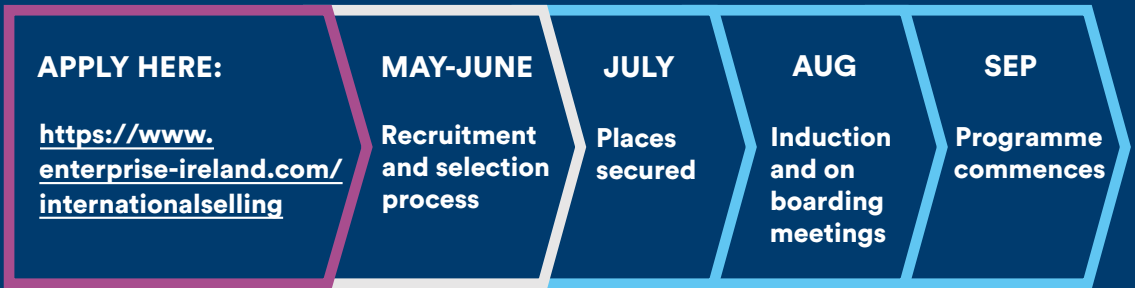 APPLY HERE:
https://www.
enterprise-ireland.com/
internationalselling
MAY-JUNE
Recruitment
and selection
process
JULY
Places
secured
AUG
Induction
and on
boarding
meetings
SEP
Programme
commences